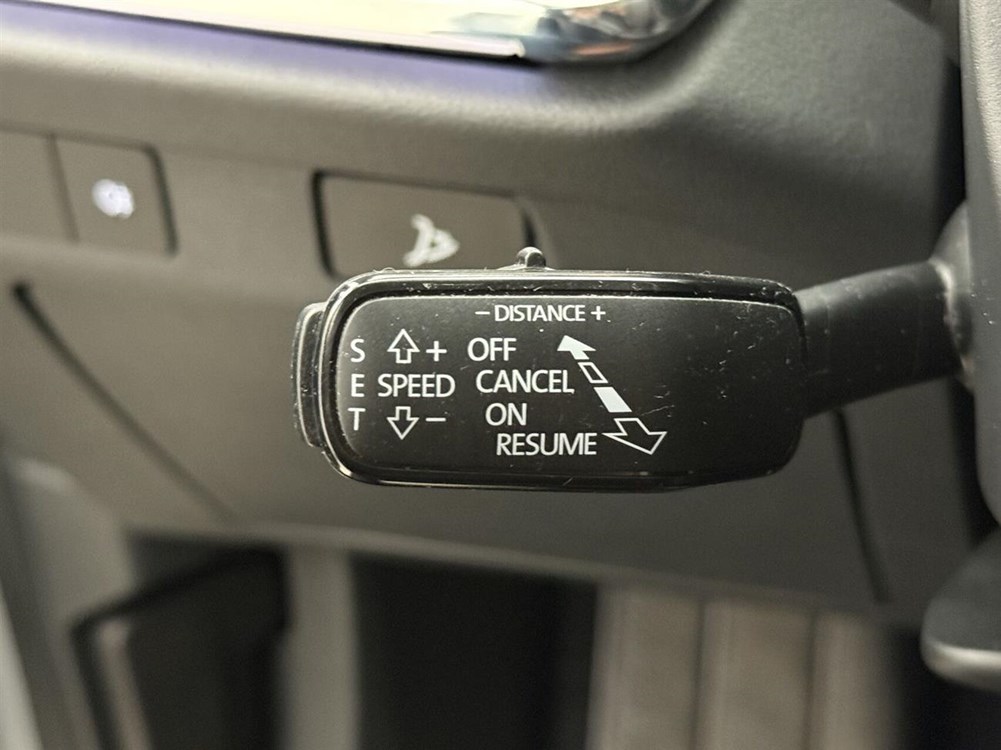 − DISTANCE +
S + OFF
E SPEED CANCEL
T − ON
RESUME